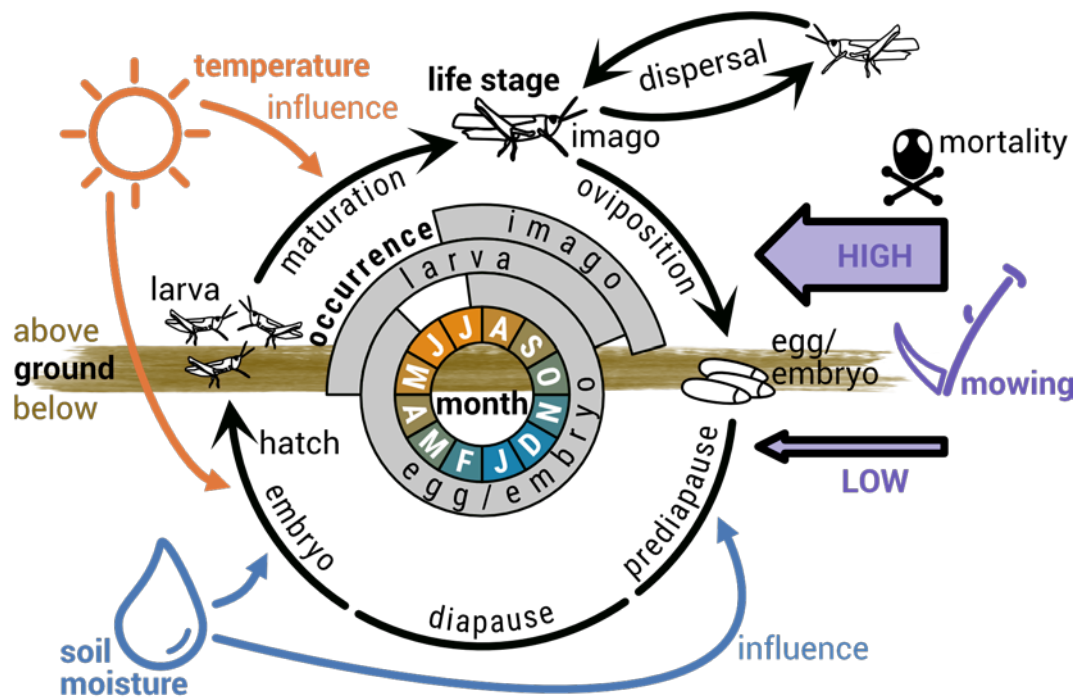 temperature
influence
life stage
imago
dispersal
mortality
maturation
oviposition
occurrence
imago
larva
larva
HIGH
above
ground
below
egg/
embryo
mowing
month
J F M A M J J A S O N D
egg/embryo
hatch
LOW
embryo
prediapause
diapause
soil
moisture
influence